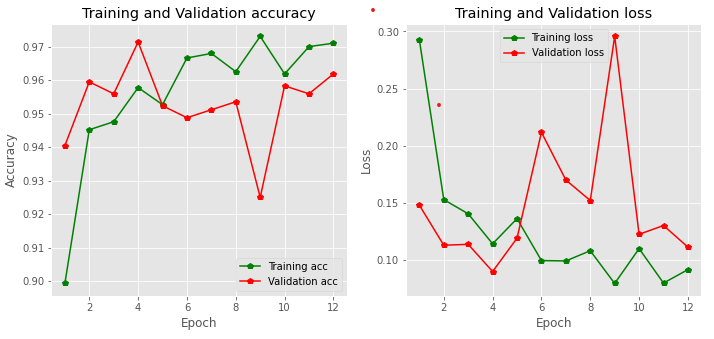 Training and Validation accuracy
0.97
0.96
0.95
0.94
0.93
0.92
0.91
0.90
Accuracy
2
4
6
8
10
12
Epoch
Training acc
Validation acc
Training and Validation loss
0.30
0.25
0.20
0.15
0.10
Loss
2
4
6
8
10
12
Epoch
Training loss
Validation loss